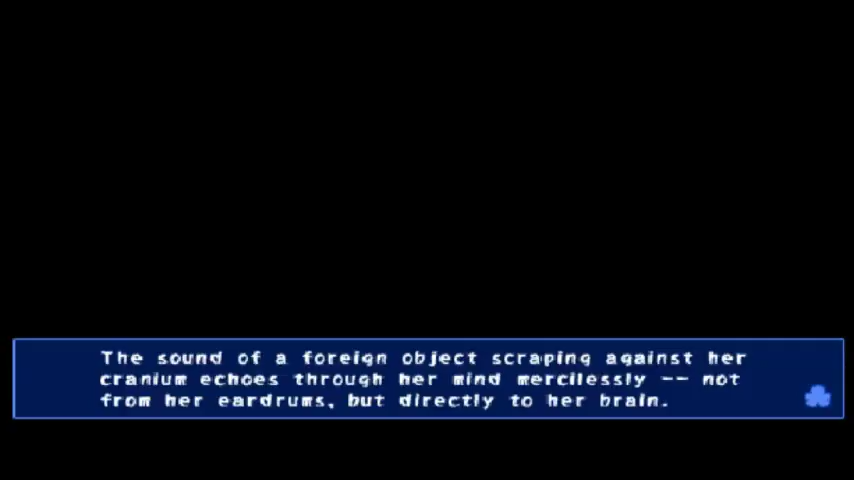 The sound of a foreign object scraping against her
cranium echoes through her mind mercilessly -- not
from her eardrums, but directly to her brain.